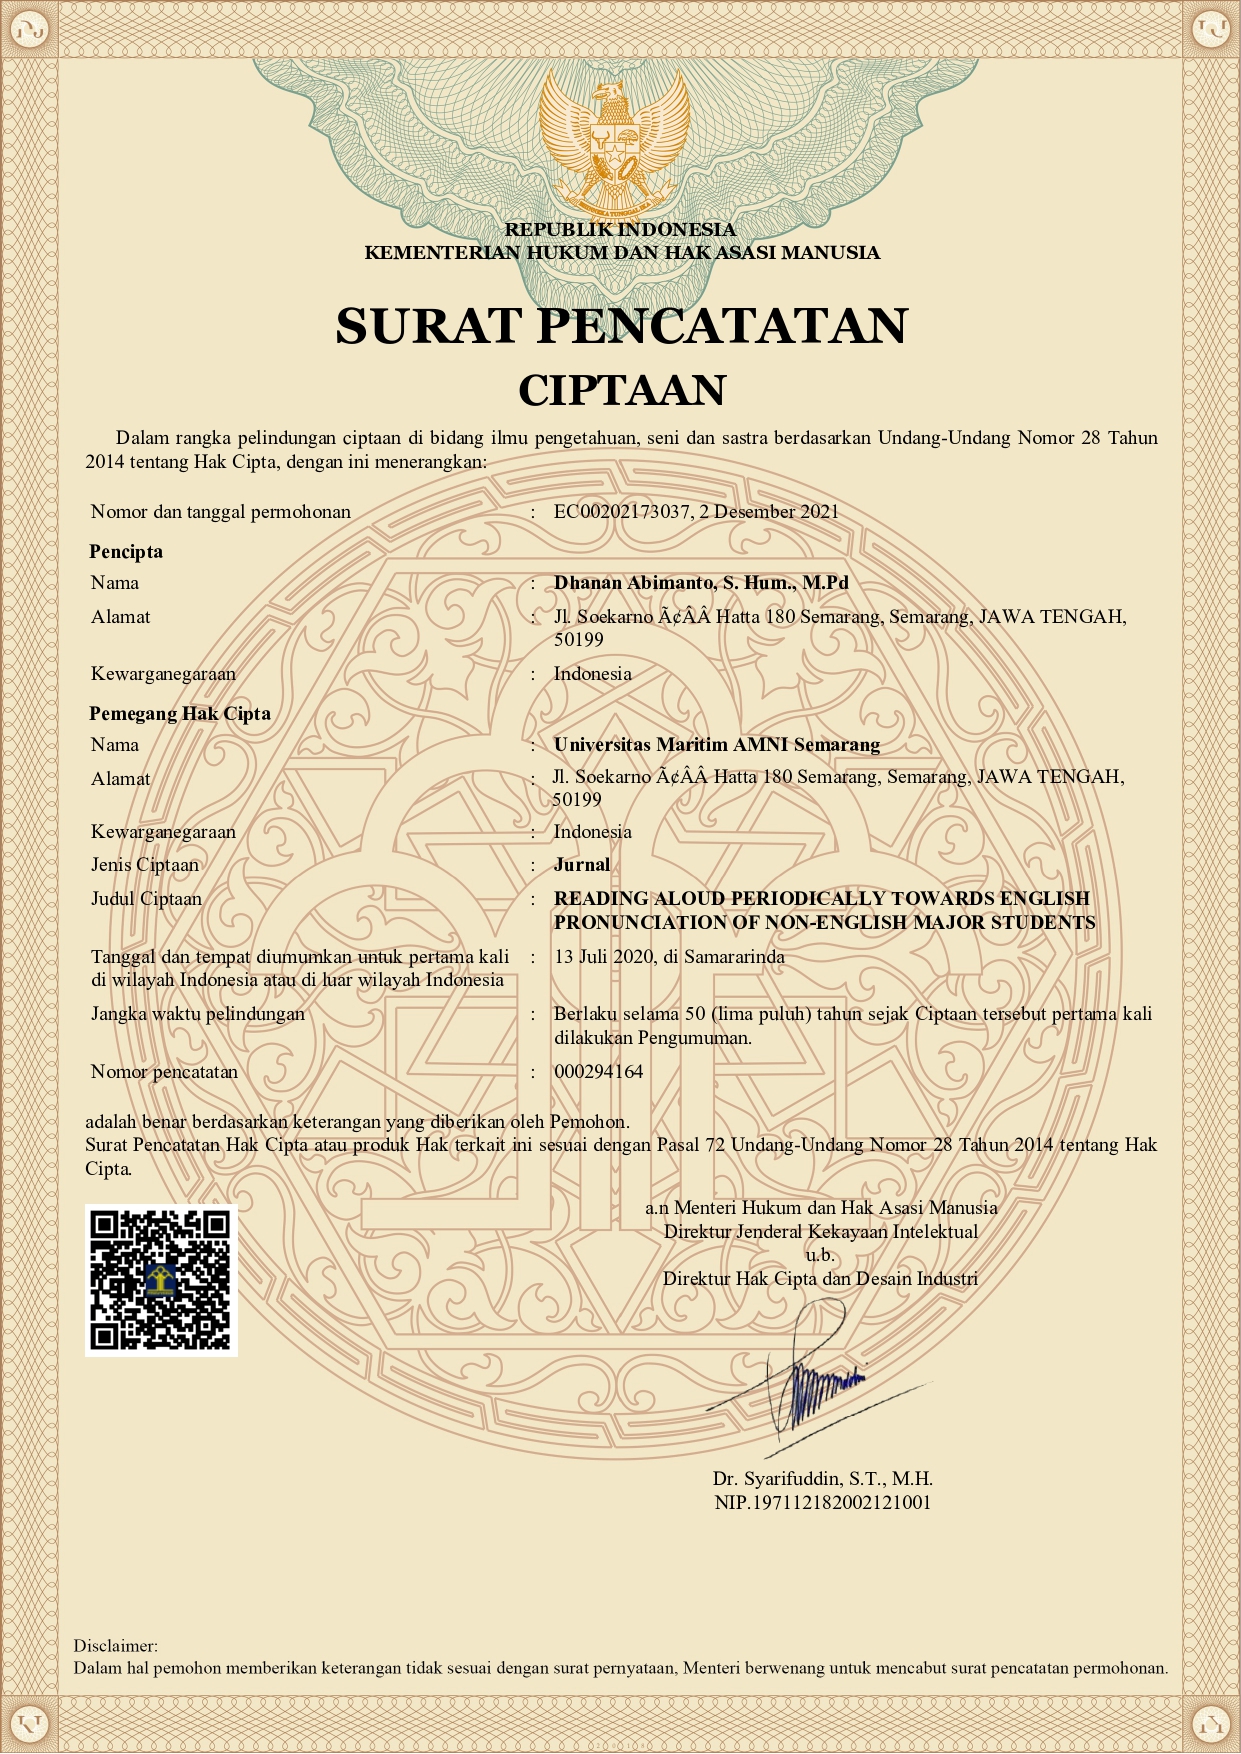 REPUBLIK INDONESIA
KEMENTERIAN HUKUM DAN HAK ASASI MANUSIA
SURAT PENCATATAN
CIPTAAN
Dalam rangka pelindungan ciptaan di bidang ilmu pengetahuan, seni dan sastra berdasarkan Undang-Undang Nomor 28 Tahun
2014 tentang Hak Cipta, dengan ini menerangkan:
Nomor dan tanggal permohonan : EC00202173037, 2 Desember 2021
Pencipta
Nama : Dhanan Abimanto, S. Hum., M.Pd
Alamat : Jl. Soekarno Ã¢ÂÂ Hatta 180 Semarang, Semarang, JAWA TENGAH,
50199
Kewarganegaraan : Indonesia
Pemegang Hak Cipta
Nama : Universitas Maritim AMNI Semarang
Alamat : Jl. Soekarno Ã¢ÂÂ Hatta 180 Semarang, Semarang, JAWA TENGAH,
50199
Kewarganegaraan : Indonesia
Jenis Ciptaan : Jurnal
Judul Ciptaan : READING ALOUD PERIODICALLY TOWARDS ENGLISH
PRONUNCIATION OF NON-ENGLISH MAJOR STUDENTS
Tanggal dan tempat diumumkan untuk pertama kali : 13 Juli 2020, di Samararinda
di wilayah Indonesia atau di luar wilayah Indonesia
Jangka waktu pelindungan : Berlaku selama 50 (lima puluh) tahun sejak Ciptaan tersebut pertama kali
dilakukan Pengumuman.
Nomor pencatatan : 000294164
adalah benar berdasarkan keterangan yang diberikan oleh Pemohon.
Surat Pencatatan Hak Cipta atau produk Hak terkait ini sesuai dengan Pasal 72 Undang-Undang Nomor 28 Tahun 2014 tentang Hak
Cipta.
a.n Menteri Hukum dan Hak Asasi Manusia
Direktur Jenderal Kekayaan Intelektual
u.b.
Direktur Hak Cipta dan Desain Industri
Dr. Syarifuddin, S.T., M.H.
NIP.197112182002121001
Disclaimer:
Dalam hal pemohon memberikan keterangan tidak sesuai dengan surat pernyataan, Menteri berwenang untuk mencabut surat pencatatan permohonan.